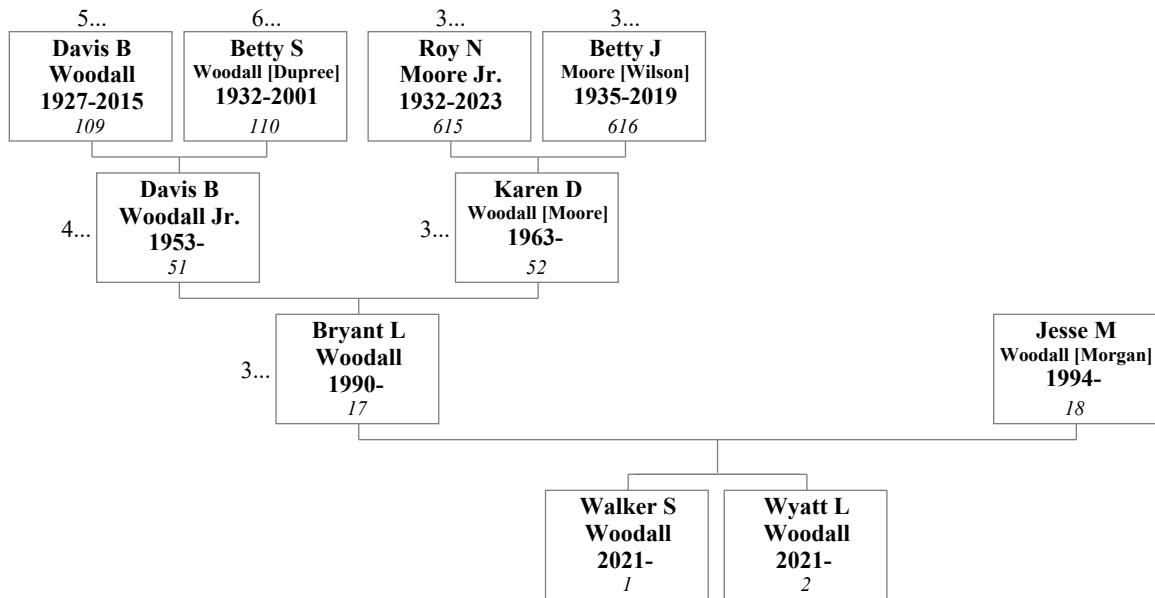 5...
6...
3...
3...
Davis B
Woodall
1927-2015
109
Betty S
Woodall [Dupree]
1932-2001
110
Roy N
Moore Jr.
1932-2023
615
Betty J
Moore [Wilson]
1935-2019
616
4...
Davis B
Woodall Jr.
1953-
51
3...
Karen D
Woodall [Moore]
1963-
52
3...
Bryant L
Woodall
1990-
17
Jesse M
Woodall [Morgan]
1994-
18
Walker S
Woodall
2021-
1
Wyatt L
Woodall
2021-
2